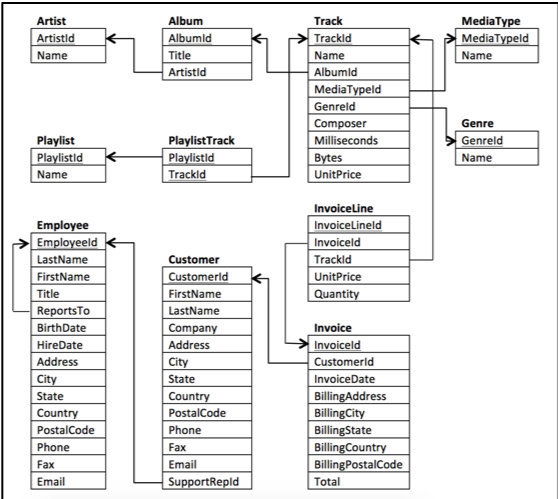 Artist
ArtistId
Name
Album
AlbumId
Title
ArtistId
Track
TrackId
Name
AlbumId
MediaTypeId
GenreId
Composer
Milliseconds
Bytes
UnitPrice
MediaType
MediaTypeId
Name
Genre
GenreId
Name
Playlist
PlaylistId
Name
PlaylistTrack
PlaylistId
TrackId
InvoiceLine
InvoiceLineId
InvoiceId
TrackId
UnitPrice
Quantity
Employee
EmployeeId
LastName
FirstName
Title
ReportsTo
BirthDate
HireDate
Address
City
State
Country
PostalCode
Phone
Fax
Email
Customer
CustomerId
FirstName
LastName
Company
Address
City
State
Country
PostalCode
Phone
Fax
Email
SupportRepId
Invoice
InvoiceId
CustomerId
InvoiceDate
BillingAddress
BillingCity
BillingState
BillingCountry
BillingPostalCode
Total